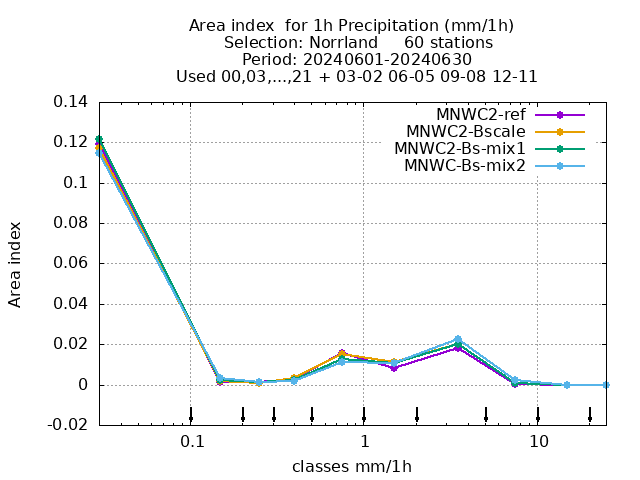 Area index  for 1h Precipitation (mm/1h)
Selection: Norrland     60 stations
Period: 20240601-20240630
Used 00,03,...,21 + 03-02 06-05 09-08 12-11
MNWC2-ref
MNWC2-Bscale
MNWC2-Bs-mix1
MNWC-Bs-mix2
Area index
0.14
0.12
0.1
0.08
0.06
0.04
0.02
0
-0.02
0.1 1 10
classes mm/1h